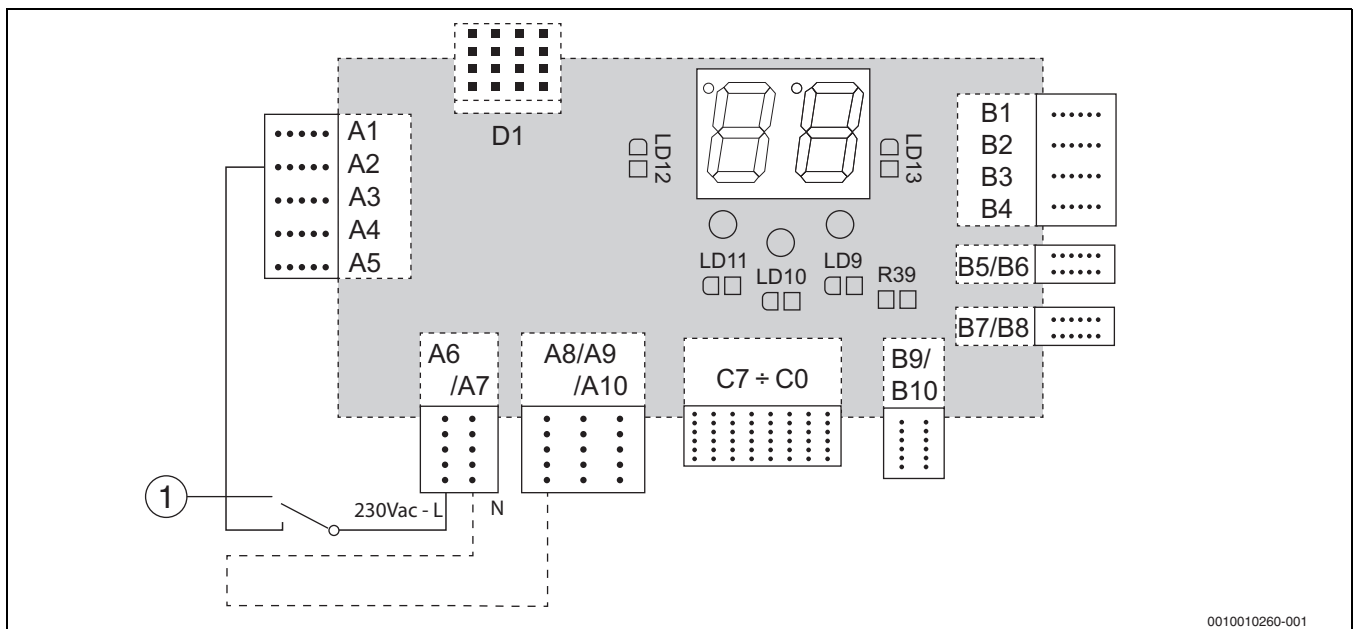 D1
A1
A2
A3
A4
A5
LD12
LD13
B1
B2
B3
B4
LD11
LD10
LD9
R39
B5/B6
B7/B8
A6
/A7
A8/A9
/A10
C7 ÷ C0
B9/
B10
1
230Vac - L
N
0010010260-001